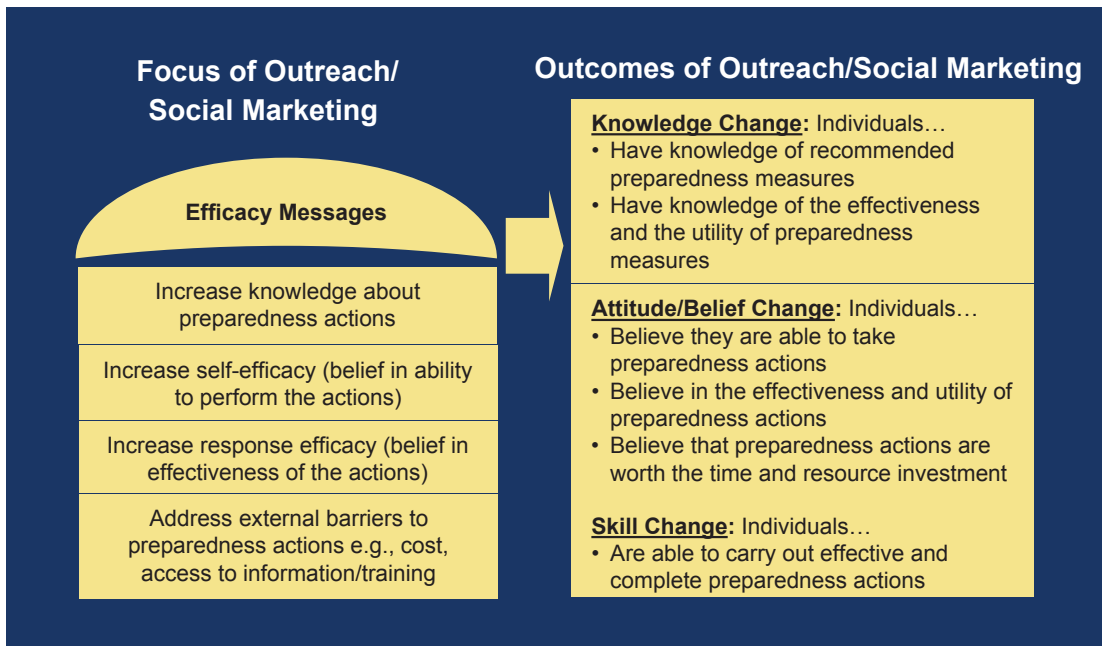 Focus of Outreach/
Social Marketing
Efficacy Messages
Increase knowledge about
preparedness actions
Increase self-efficacy (belief in ability
to perform the actions)
Increase response efficacy (belief in
effectiveness of the actions)
Address external barriers to
preparedness actions e.g., cost,
access to information/training
Outcomes of Outreach/Social Marketing
Knowledge Change: Individuals…
• Have knowledge of recommended
preparedness measures
• Have knowledge of the effectiveness
and the utility of preparedness
measures
Attitude/Belief Change: Individuals…
• Believe they are able to take
preparedness actions
• Believe in the effectiveness and utility of
preparedness actions
• Believe that preparedness actions are
worth the time and resource investment
Skill Change: Individuals…
• Are able to carry out effective and
complete preparedness actions